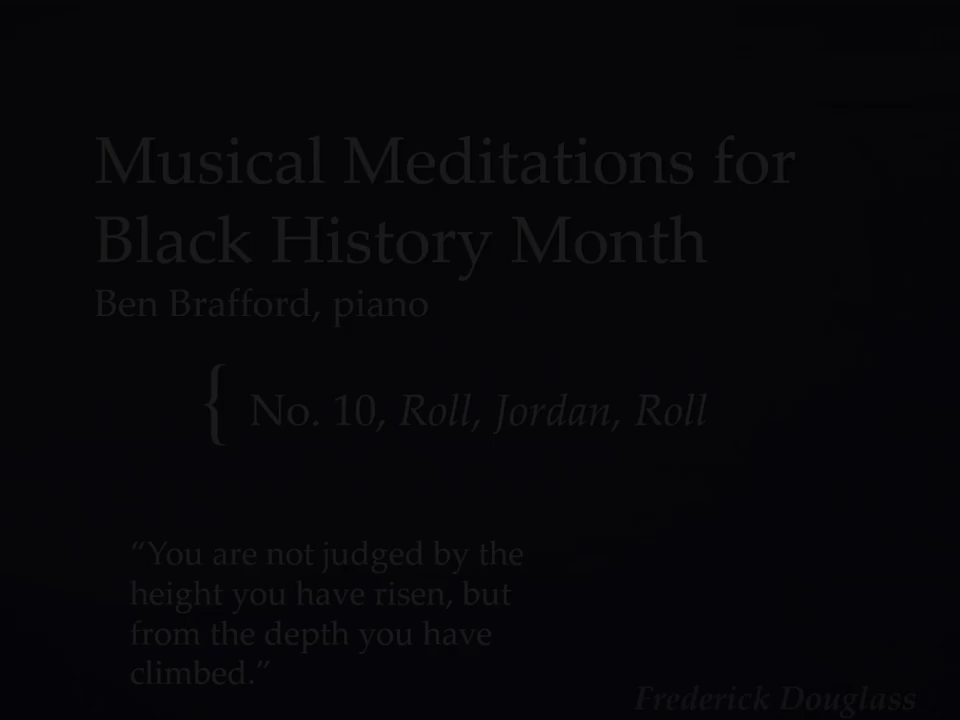 Musical Meditations for
Black History Month
Ben Brafford, piano
{ No. 10, Roll, Jordan, Roll
“You are not judged by the
height you have risen, but
from the depth you have
climbed.”
Frederick Douglass